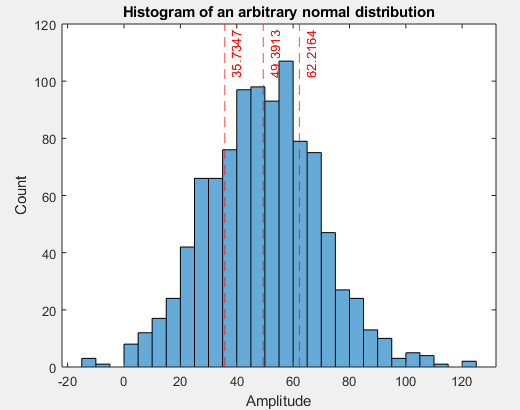 Histogram of an arbitrary normal distribution
120
100
80
60
40
20
0
Count
35.7347
49.3913
62.2164
-20 0 20 40 60 80 100 120
Amplitude